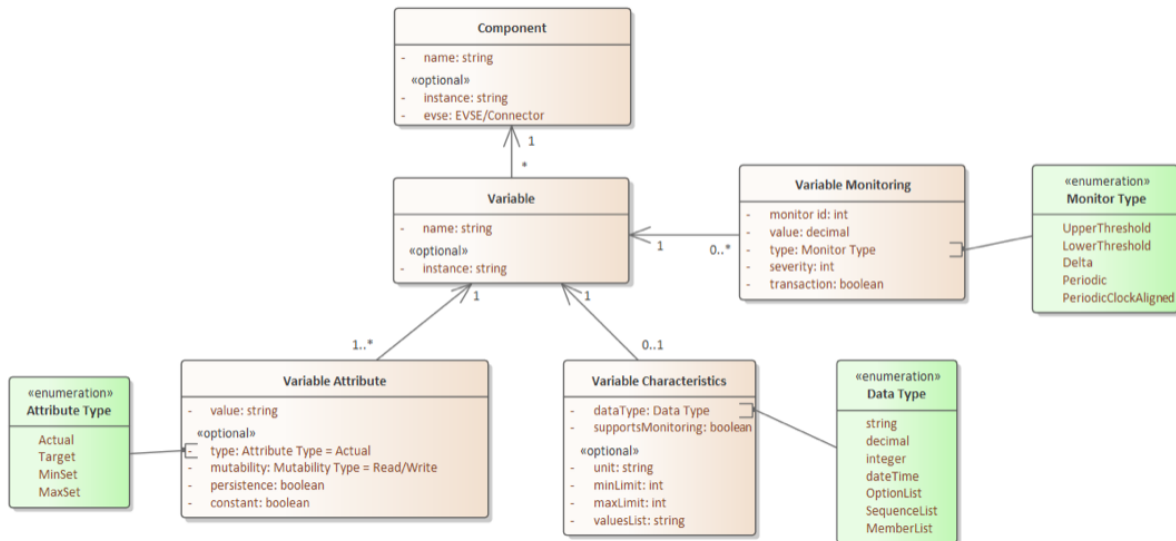 Component
- name: string
«optional»
- instance: string
- evse: EVSE/Connector
1
*
Variable
- name: string
«optional»
- instance: string
1
0..*
Variable Monitoring
- monitor id: int
- value: decimal
- type: Monitor Type
- severity: int
- transaction: boolean
«enumeration»
Monitor Type
UpperThreshold
LowerThreshold
Delta
Periodic
PeriodicClockAligned
1
1..*
1
0..1
«enumeration»
Attribute Type
Actual
Target
MinSet
MaxSet
Variable Attribute
- value: string
«optional»
- type: Attribute Type = Actual
- mutability: Mutability Type = Read/Write
- persistence: boolean
- constant: boolean
Variable Characteristics
- dataType: Data Type
- supportsMonitoring: boolean
«optional»
- unit: string
- minLimit: int
- maxLimit: int
- valuesList: string
«enumeration»
Data Type
string
decimal
integer
dateTime
OptionList
SequenceList
MemberList